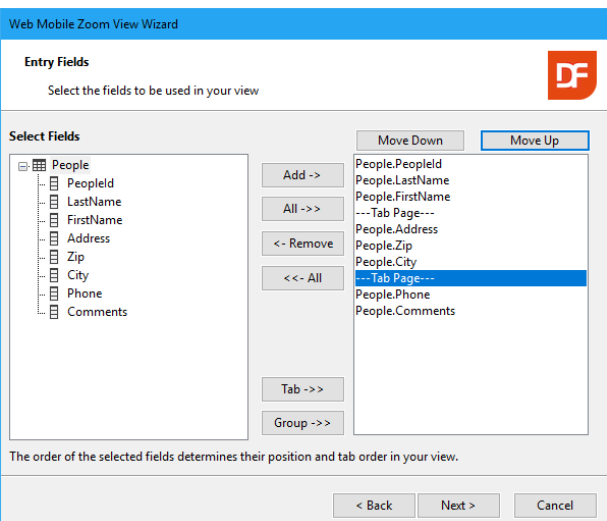 Web Mobile Zoom View Wizard
Entry Fields
Select the fields to be used in your view
DF
Select Fields
Move Down
Move Up
People
PeopleId
LastName
FirstName
Address
Zip
City
Phone
Comments
Add ->
All ->>
<- Remove
<<- All
Tab ->>
Group ->>
People.PeopleId
People.LastName
People.FirstName
---Tab Page---
People.Address
People.Zip
People.City
---Tab Page---
People.Phone
People.Comments
The order of the selected fields determines their position and tab order in your view.
< Back
Next >
Cancel